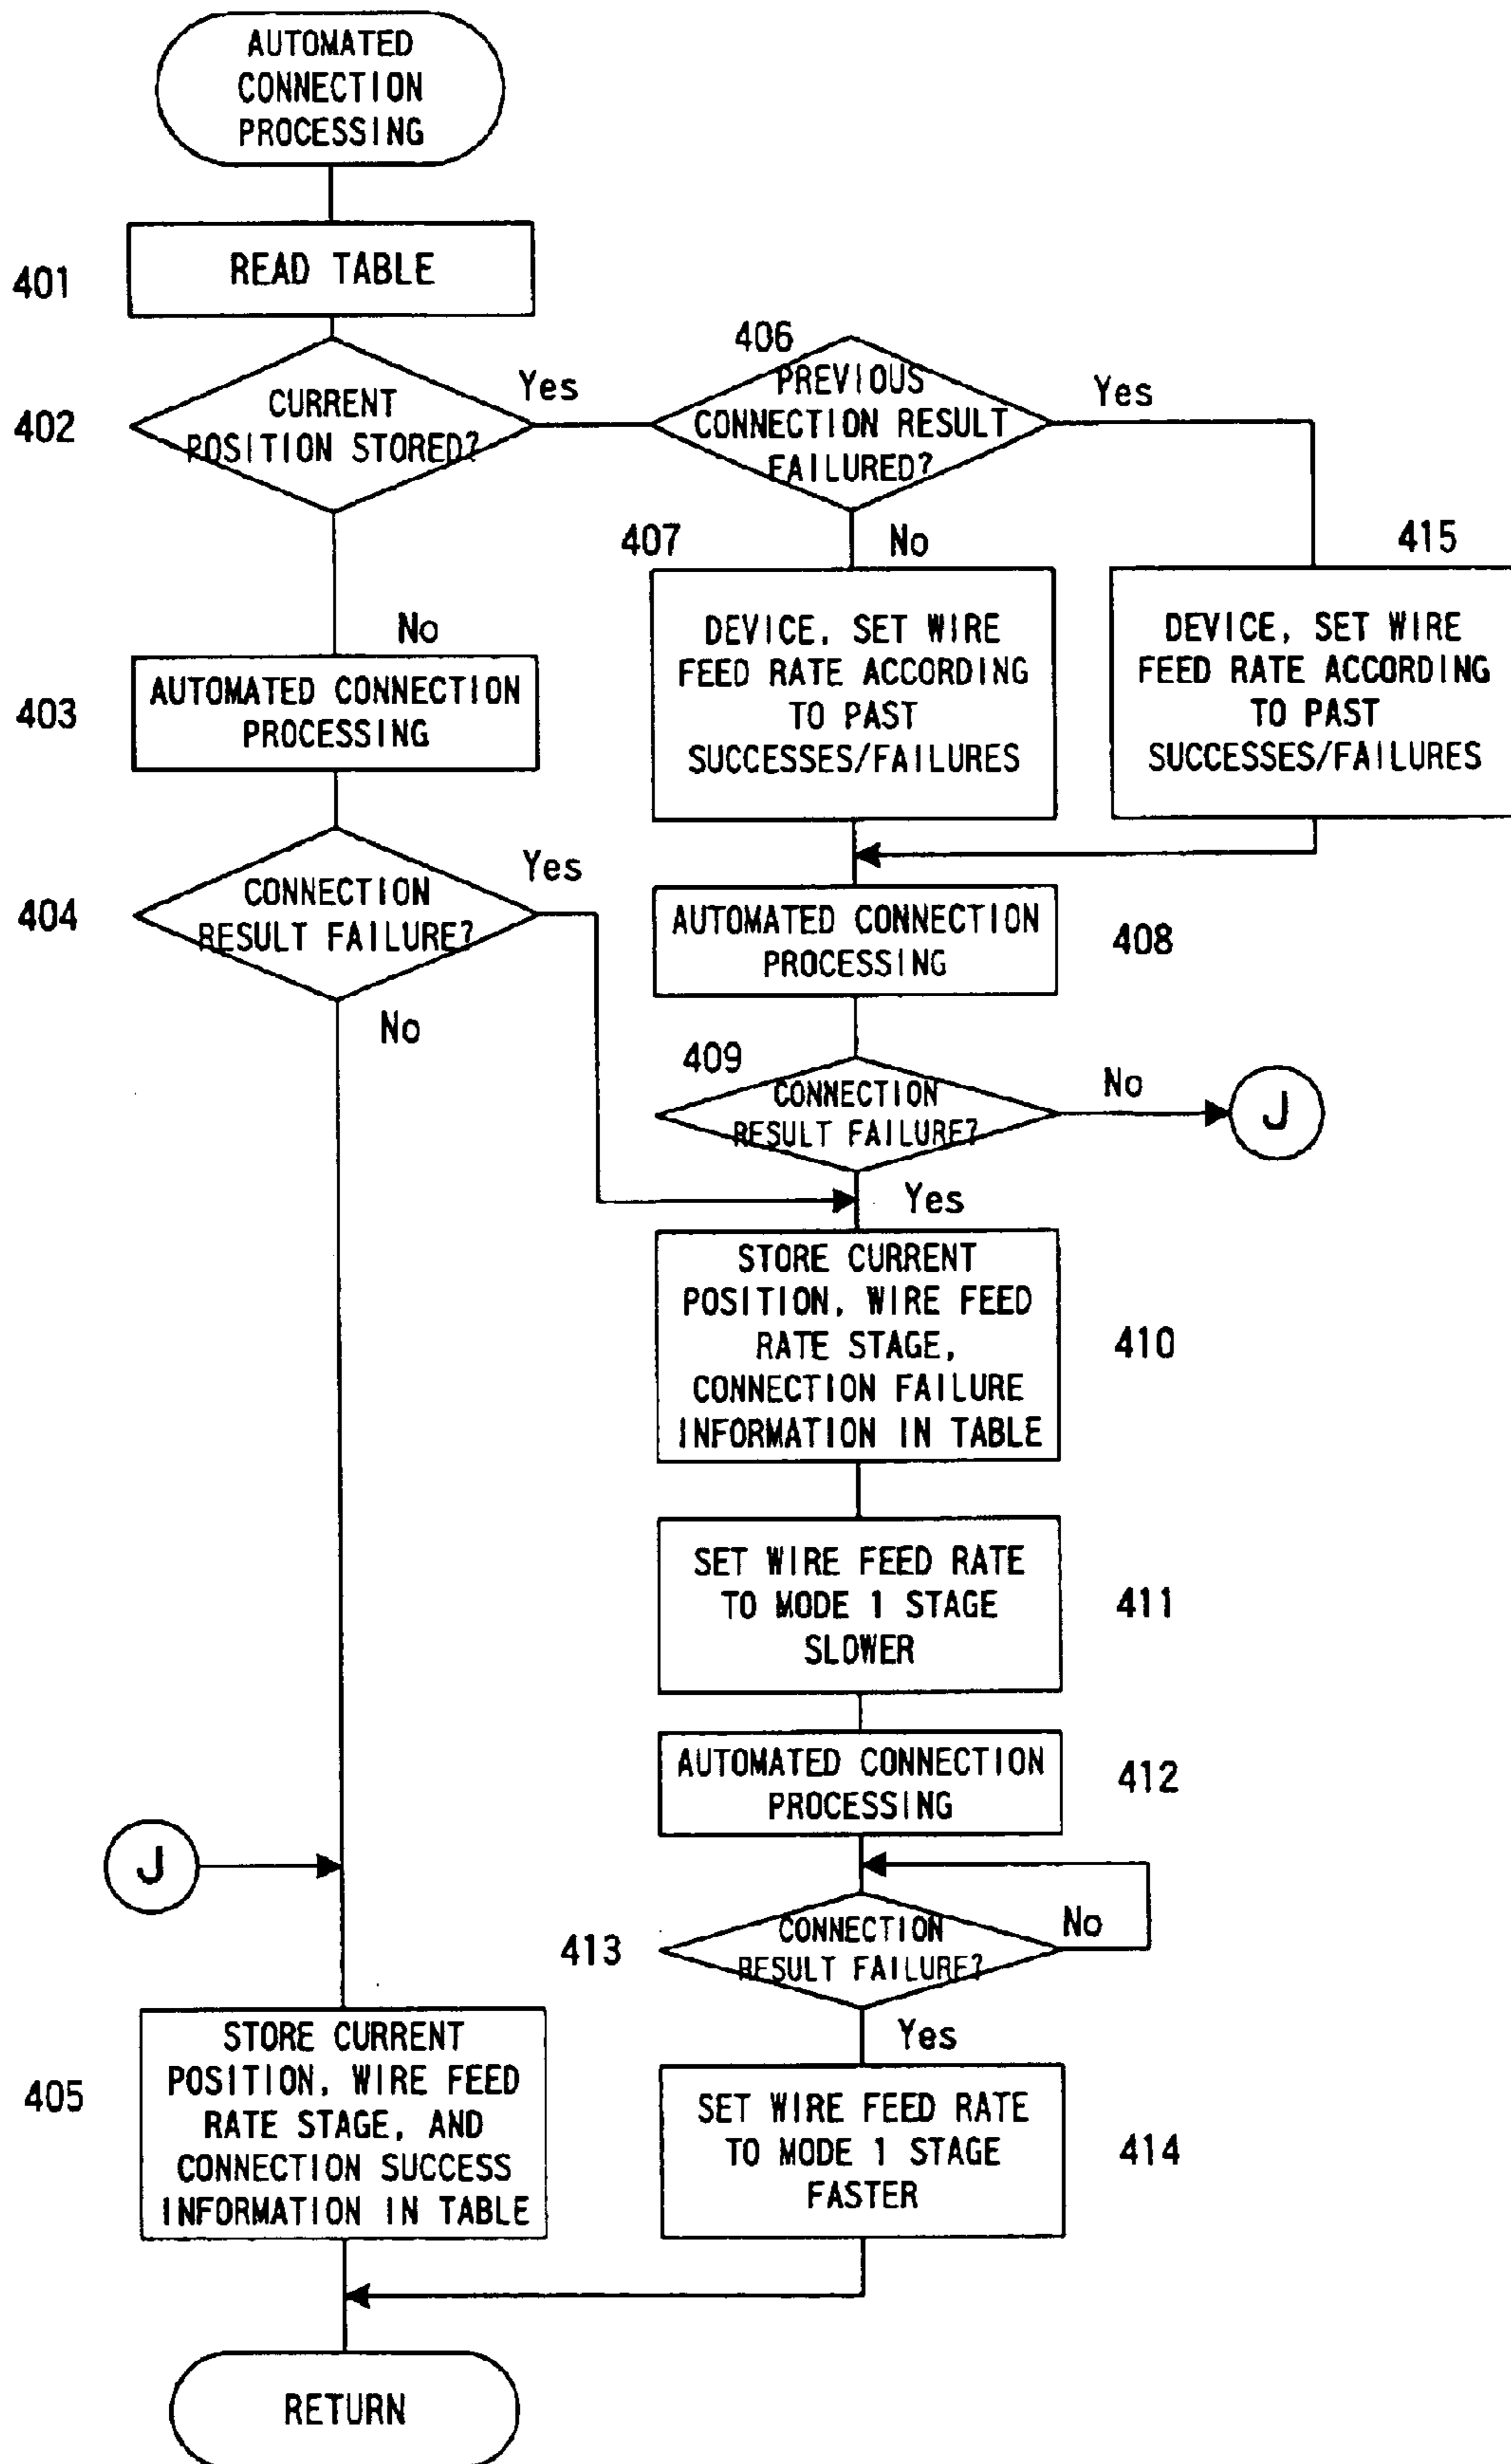 AUTOMATED
CONNECTION
PROCESSING
401
READ TABLE
402
CURRENT
POSITION STORED?
Yes
No
406
PREVIOUS
CONNECTION RESULT
FAILURED?
Yes
No
407
DEVICE, SET WIRE
FEED RATE ACCORDING
TO PAST
SUCCESSES/FAILURES
415
DEVICE, SET WIRE
FEED RATE ACCORDING
TO PAST
SUCCESSES/FAILURES
403
AUTOMATED CONNECTION
PROCESSING
404
CONNECTION
RESULT FAILURE?
Yes
No
AUTOMATED CONNECTION
PROCESSING
408
409
CONNECTION
RESULT FAILURE?
No
J
Yes
STORE CURRENT
POSITION, WIRE FEED
RATE STAGE,
CONNECTION FAILURE
INFORMATION IN TABLE
410
SET WIRE FEED RATE
TO MODE 1 STAGE
SLOWER
411
AUTOMATED CONNECTION
PROCESSING
412
J
413
CONNECTION
RESULT FAILURE?
No
Yes
405
STORE CURRENT
POSITION, WIRE FEED
RATE STAGE, AND
CONNECTION SUCCESS
INFORMATION IN TABLE
SET WIRE FEED RATE
TO MODE 1 STAGE
FASTER
414
RETURN